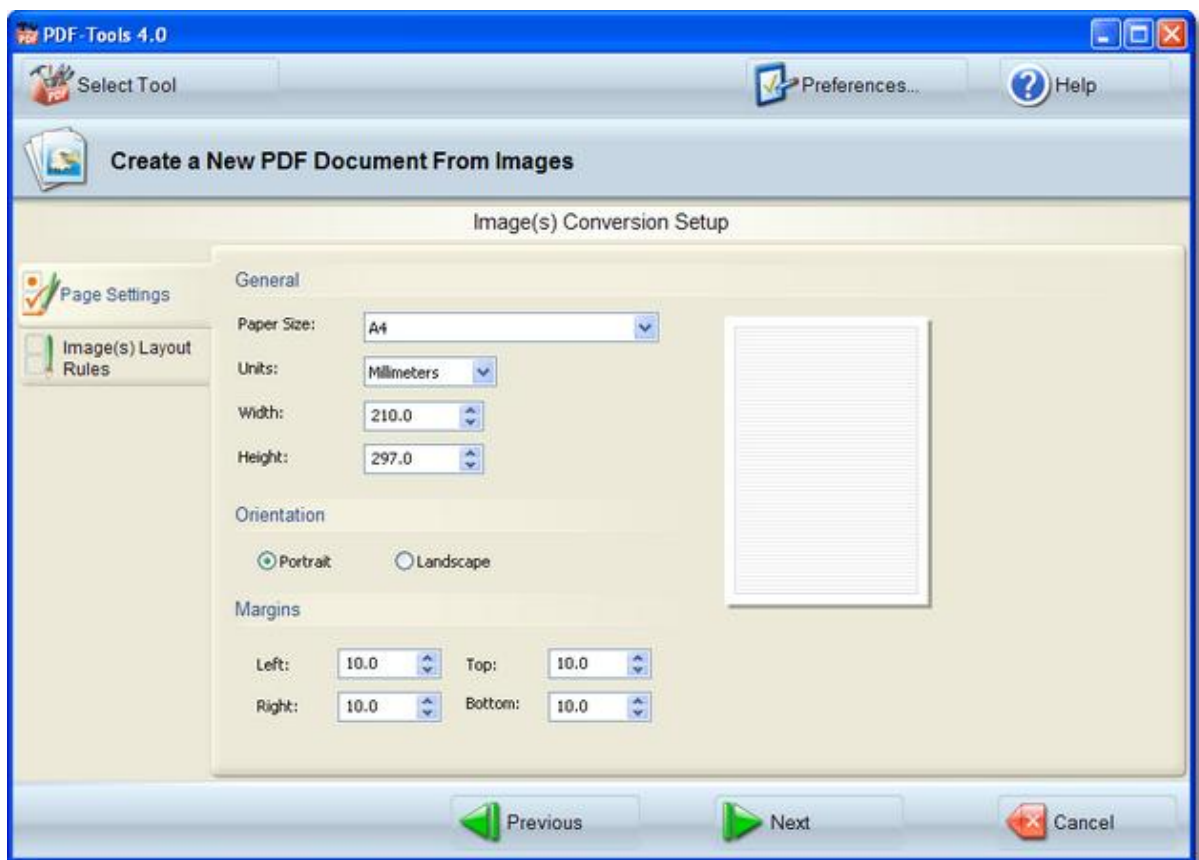 PDF-Tools 4.0
Select Tool
Preferences...
Help
Create a New PDF Document From Images
Image(s) Conversion Setup
Page Settings
Image(s) Layout
Rules
General
Paper Size: A4
Units: Millimeters
Width: 210.0
Height: 297.0
Orientation
Portrait Landscape
Margins
Left: 10.0 Top: 10.0
Right: 10.0 Bottom: 10.0
Previous
Next
Cancel